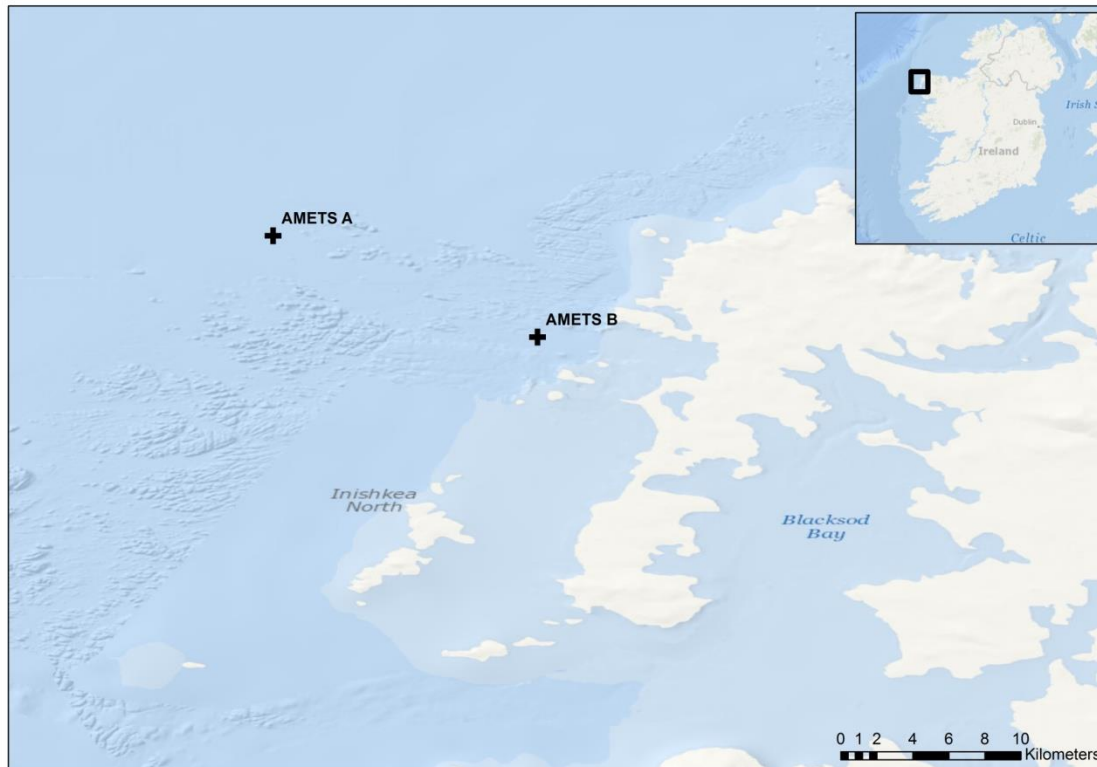 Irish S
Dublin
Ireland
Celtic
AMETS A
AMETS B
Inishkea
North
Blacksod
Bay
0 1 2 4 6 8 10
Kilometers